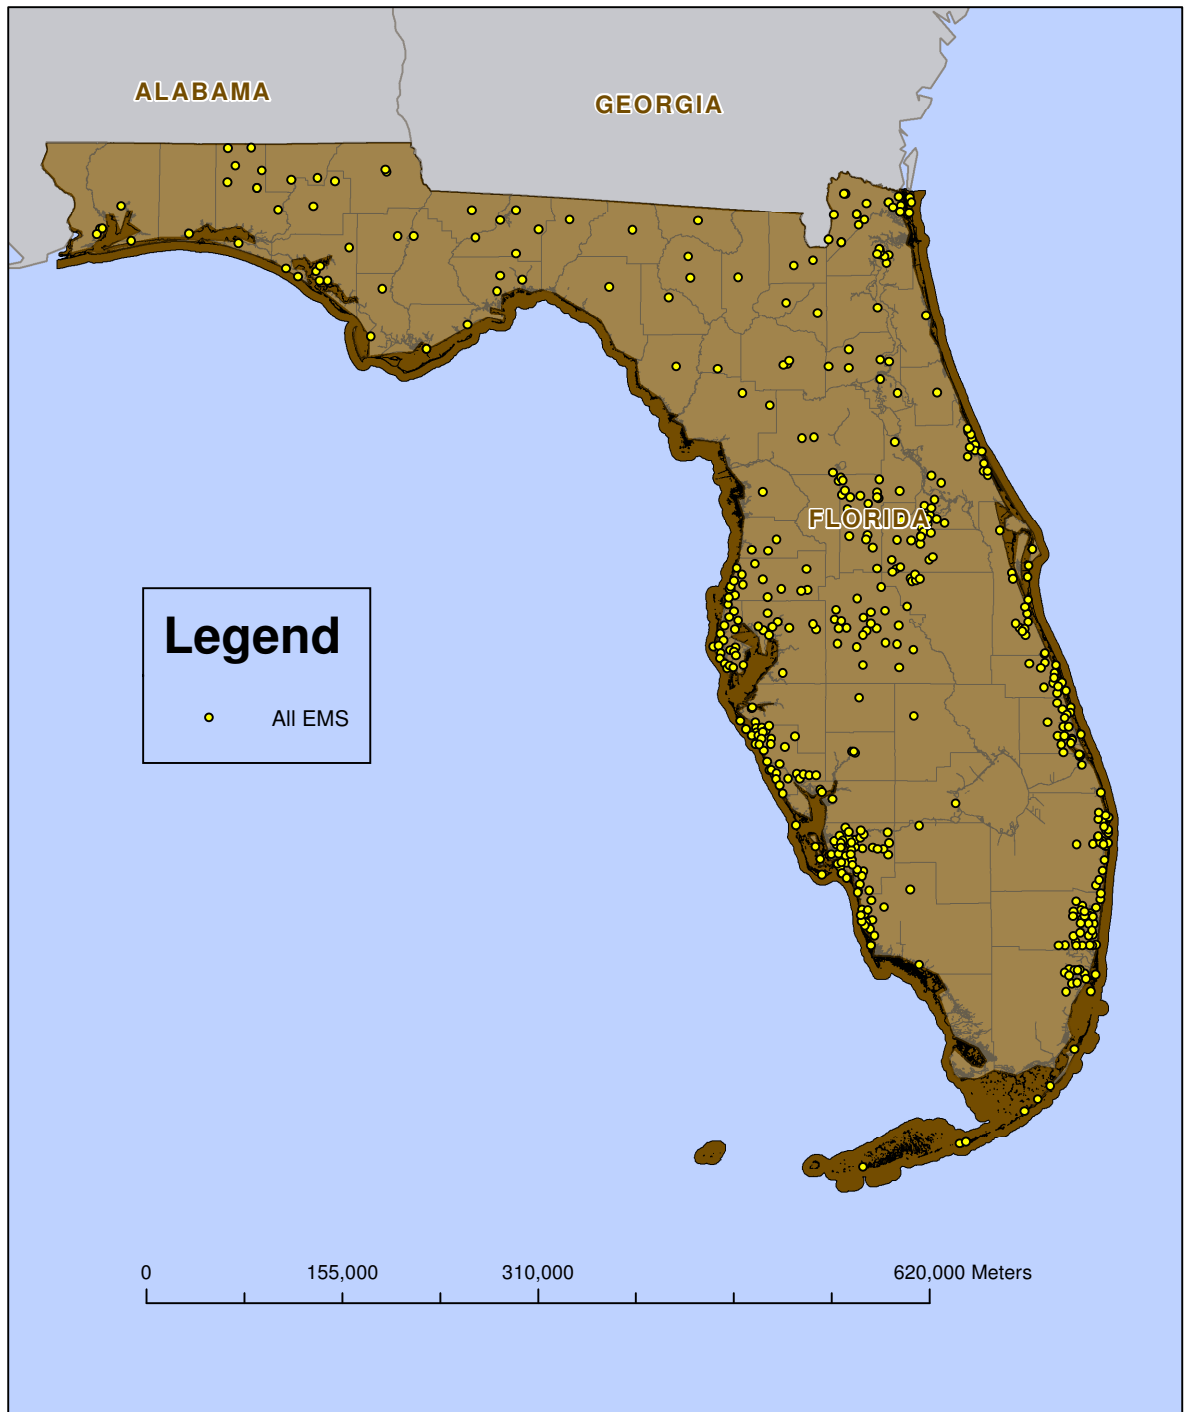 ALABAMA
GEORGIA
FLORIDA
Legend
All EMS
0 155,000 310,000 620,000 Meters